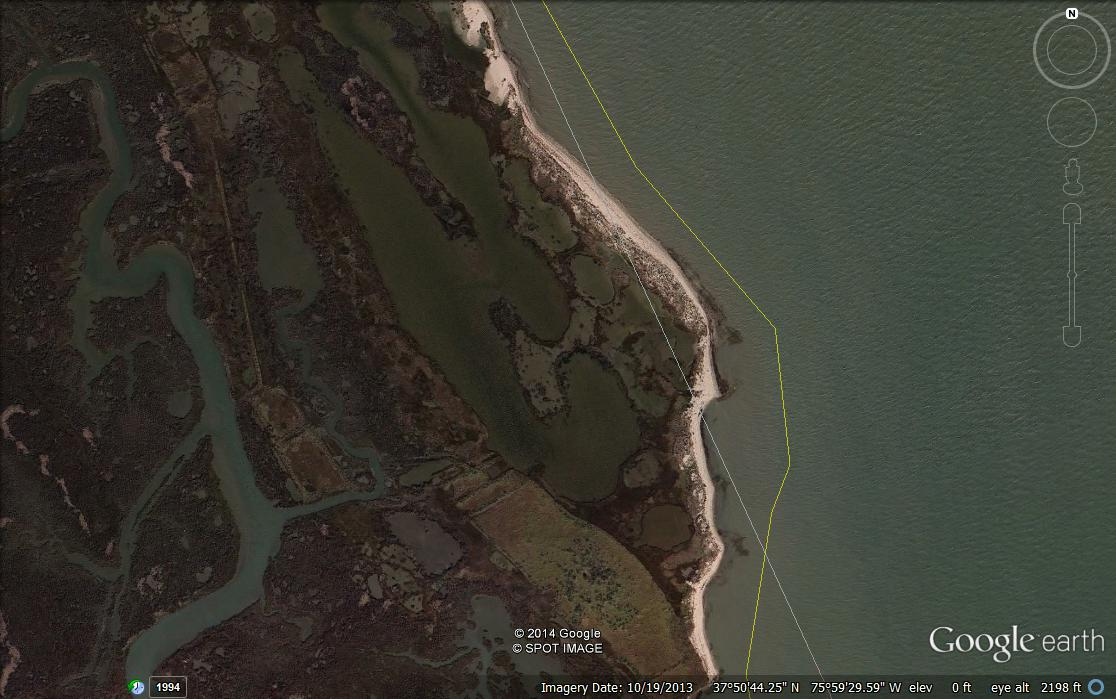 N
© 2014 Google
© SPOT IMAGE
Google earth
1994
Imagery Date: 10/19/2013 37°50'44.25" N 75°59'29.59" W elev 0 ft eye alt 2198 ft